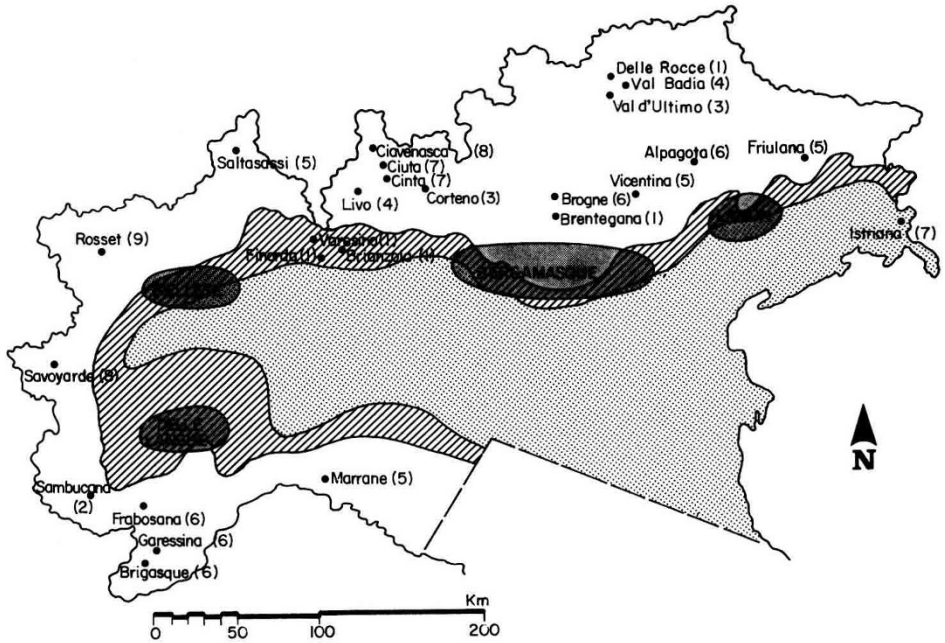 Delle Rocce (1)
Val Badia (4)
Val d'Ultimo (3)
Ciavenasca (8)
Ciuta (7)
Cinta (7)
Corteno (3)
Livo (4)
Saltasassi (5)
Alpagota (6)
Friulana (5)
Vicentina (5)
Brogne (6)
Brentegana (1)
Istriana (7)
Rosset (9)
Varesina (1)
Finarda (1)
Brianzola (1)
BERGAMASQUE
Savoyarde (8)
Sambucana
(2)
Frabosana (6)
Garessina (6)
Brigasque (6)
Marrane (5)
N
Km
0 50 100 200